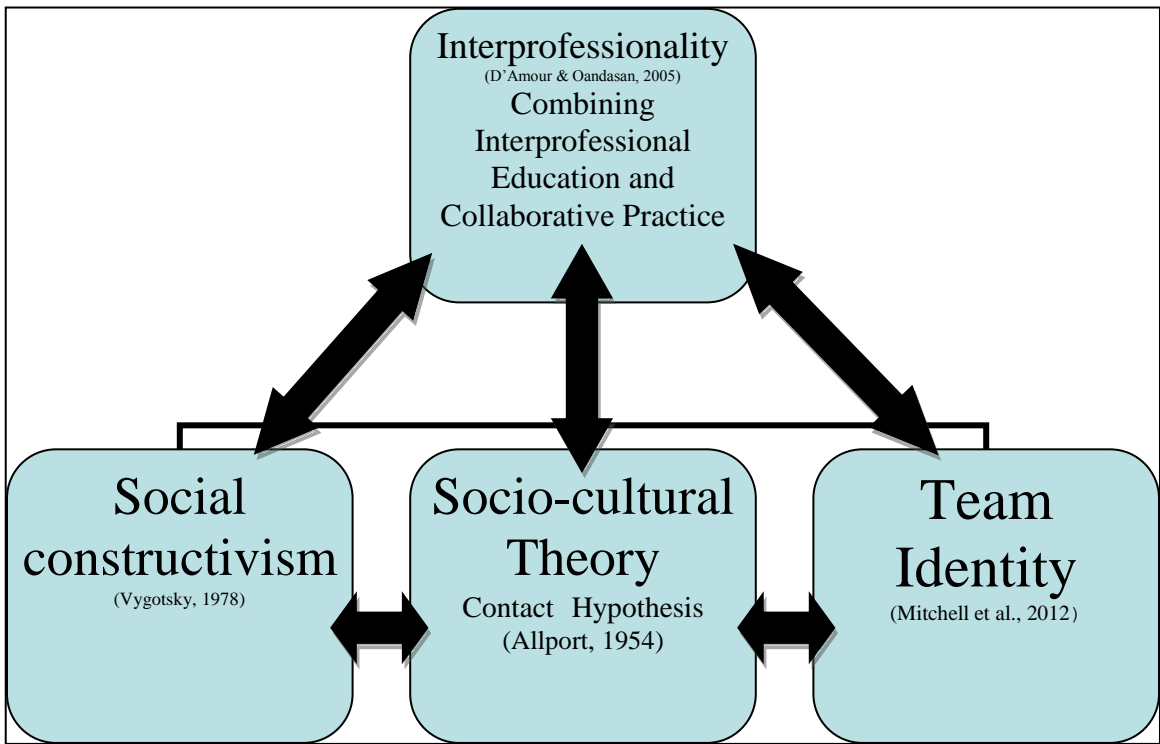 Interprofessionality
(D’Amour & Oandasan, 2005)
Combining
Interprofessional
Education and
Collaborative Practice
Social
constructivism
(Vygotsky, 1978)
Socio-cultural
Theory
Contact Hypothesis
(Allport, 1954)
Team
Identity
(Mitchell et al., 2012)